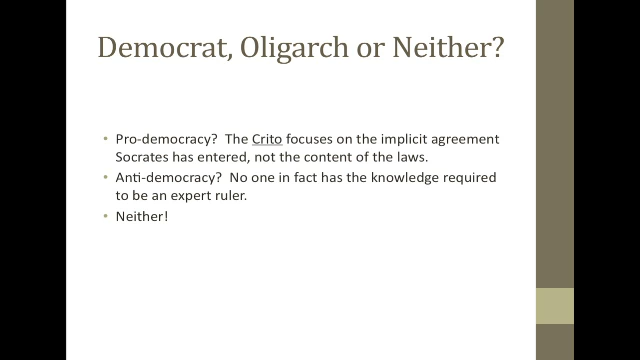 Democrat, Oligarch or Neither?
• Pro-democracy?  The Crito focuses on the implicit agreement
Socrates has entered, not the content of the laws.
• Anti-democracy?  No one in fact has the knowledge required
to be an expert ruler.
• Neither!